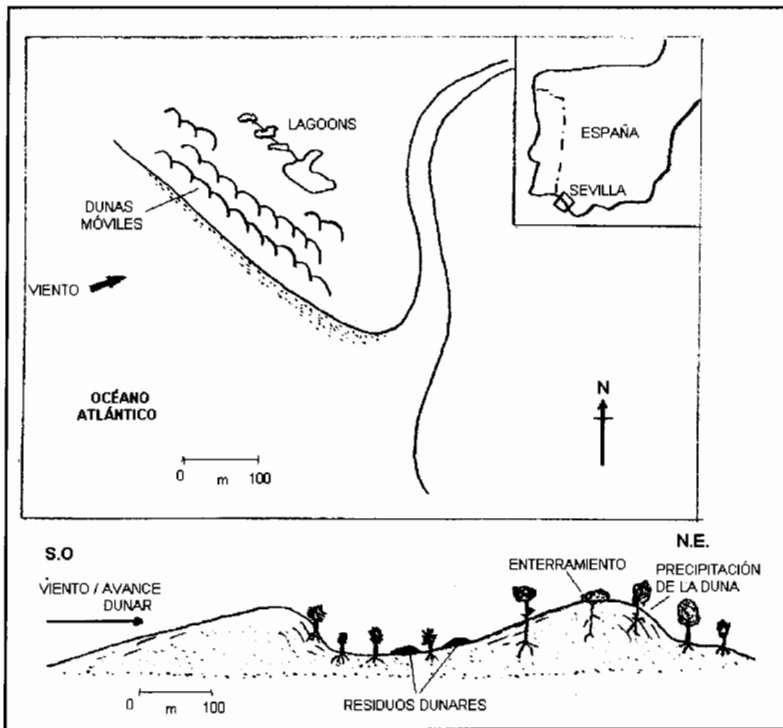 LAGOONS
ESPAÑA
SEVILLA
DUNAS
MÓVILES
VIENTO
OCÉANO
ATLÁNTICO
N
0 m 100
S.O
N.E.
VIENTO / AVANCE
DUNAR
ENTERRAMIENTO
PRECIPITACIÓN
DE LA DUNA
0 m 100
RESIDUOS DUNARES